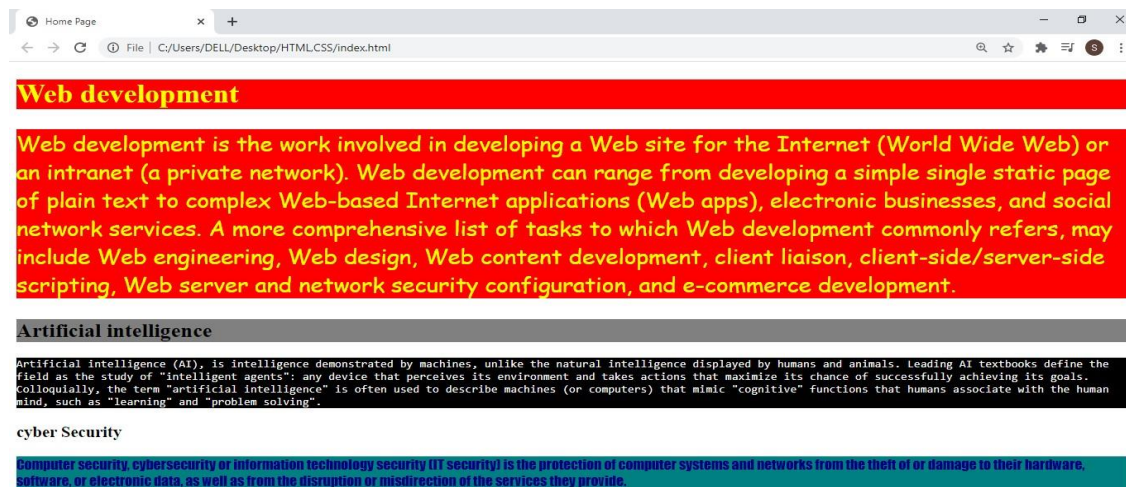 Home Page
File | C:/Users/DELL/Desktop/HTML,CSS/index.html
S
Web development
Web development is the work involved in developing a Web site for the Internet (World Wide Web) or
an intranet (a private network). Web development can range from developing a simple single static page
of plain text to complex Web-based Internet applications (Web apps), electronic businesses, and social
network services. A more comprehensive list of tasks to which Web development commonly refers, may
include Web engineering, Web design, Web content development, client liaison, client-side/server-side
scripting, Web server and network security configuration, and e-commerce development.
Artificial intelligence
Artificial intelligence (AI), is intelligence demonstrated by machines, unlike the natural intelligence displayed by humans and animals. Leading AI textbooks define the
field as the study of "intelligent agents": any device that perceives its environment and takes actions that maximize its chance of successfully achieving its goals.
Colloquially, the term "artificial intelligence" is often used to describe machines (or computers) that mimic "cognitive" functions that humans associate with the human
mind, such as "learning" and "problem solving".
cyber Security
Computer security, cybersecurity or information technology security (IT security) is the protection of computer systems and networks from the theft of or damage to their hardware,
software, or electronic data, as well as from the disruption or misdirection of the services they provide.